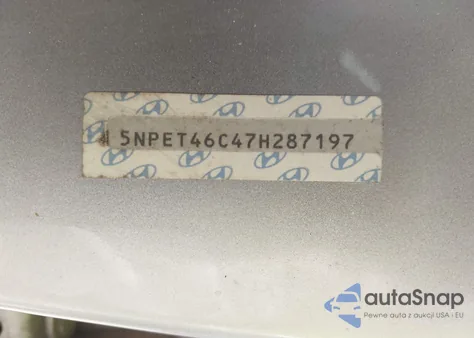 5NPET46C47H287197
autaSnap
Pewne auta z aukcji USA i EU